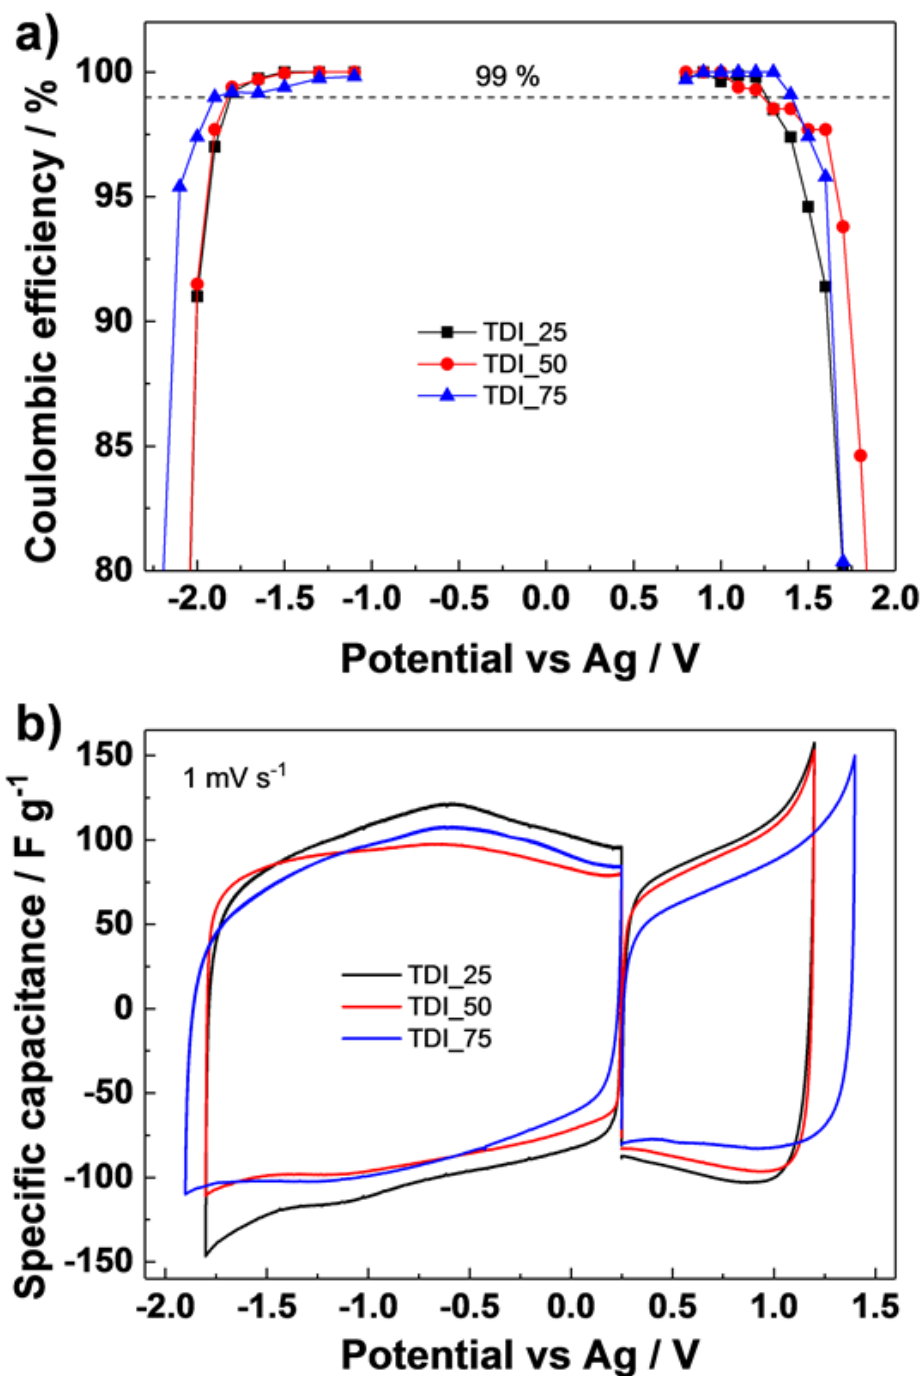 a)
Coulombic efficiency / %
100
95
90
85
80
99 %
TDI_25
TDI_50
TDI_75
-2.0 -1.5 -1.0 -0.5 0.0 0.5 1.0 1.5 2.0
Potential vs Ag / V
b)
Specific capacitance / F g⁻¹
150
100
50
0
-50
-100
-150
1 mV s⁻¹
TDI_25
TDI_50
TDI_75
-2.0 -1.5 -1.0 -0.5 0.0 0.5 1.0 1.5
Potential vs Ag / V